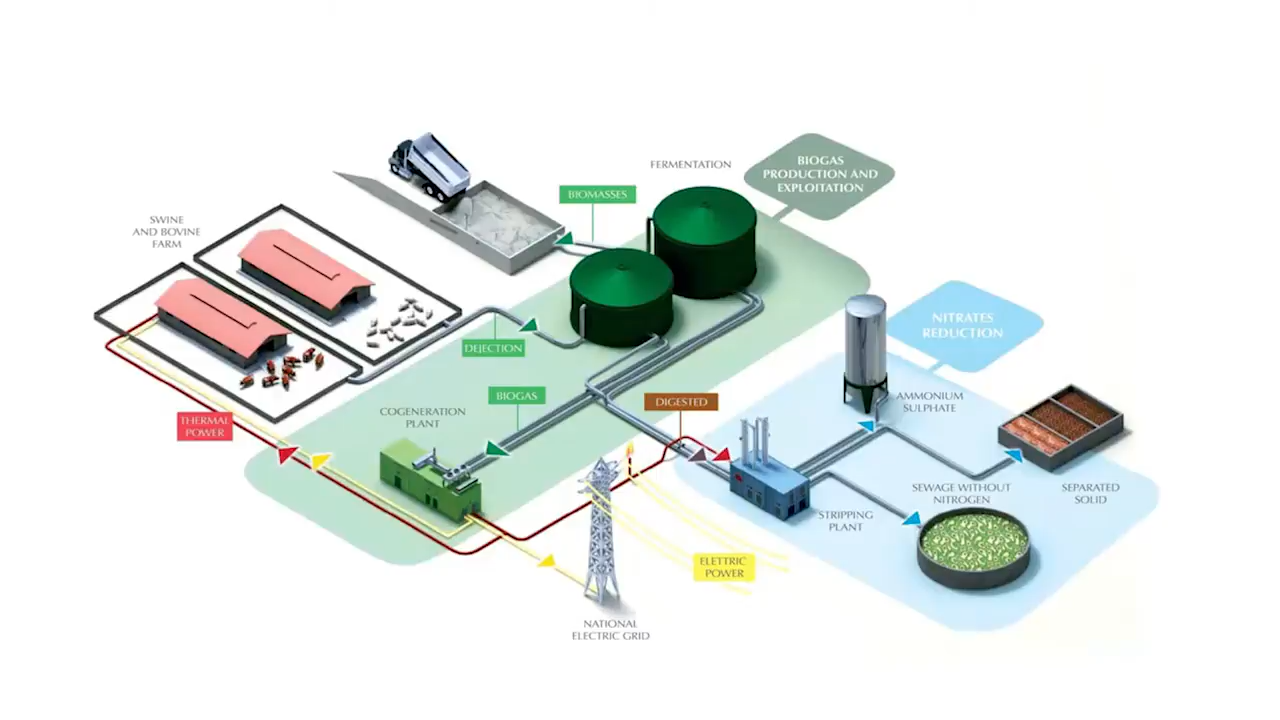 FERMENTATION
BIOGAS
PRODUCTION AND
EXPLOITATION
BIOMASSES
SWINE
AND BOVINE
FARM
NITRATES
REDUCTION
DEJECTION
BIOGAS
DIGESTED
AMMONIUM
SULPHATE
COGENERATION
PLANT
THERMAL
POWER
SEWAGE WITHOUT
NITROGEN
SEPARATED
SOLID
STRIPPING
PLANT
ELETTRIC
POWER
NATIONAL
ELECTRIC GRID